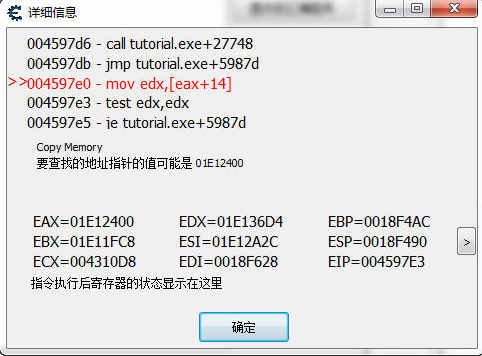 详细信息
004597d6 - call tutorial.exe+27748
004597db - jmp tutorial.exe+5987d
>>004597e0 - mov edx,[eax+14]
004597e3 - test edx,edx
004597e5 - je tutorial.exe+5987d
Copy Memory
要查找的地址指针的值可能是 01E12400
EAX=01E12400 EDX=01E136D4 EBP=0018F4AC
EBX=01E11FC8 ESI=01E12A2C ESP=0018F490
ECX=004310D8 EDI=0018F628 EIP=004597E3
>
指令执行后寄存器的状态显示在这里
确定